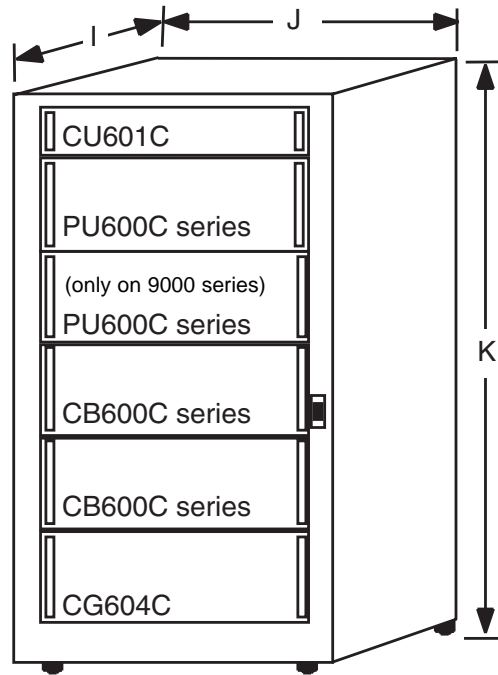 I
J
CU601C
PU600C series
(only on 9000 series)
PU600C series
K
CB600C series
CB600C series
CG604C